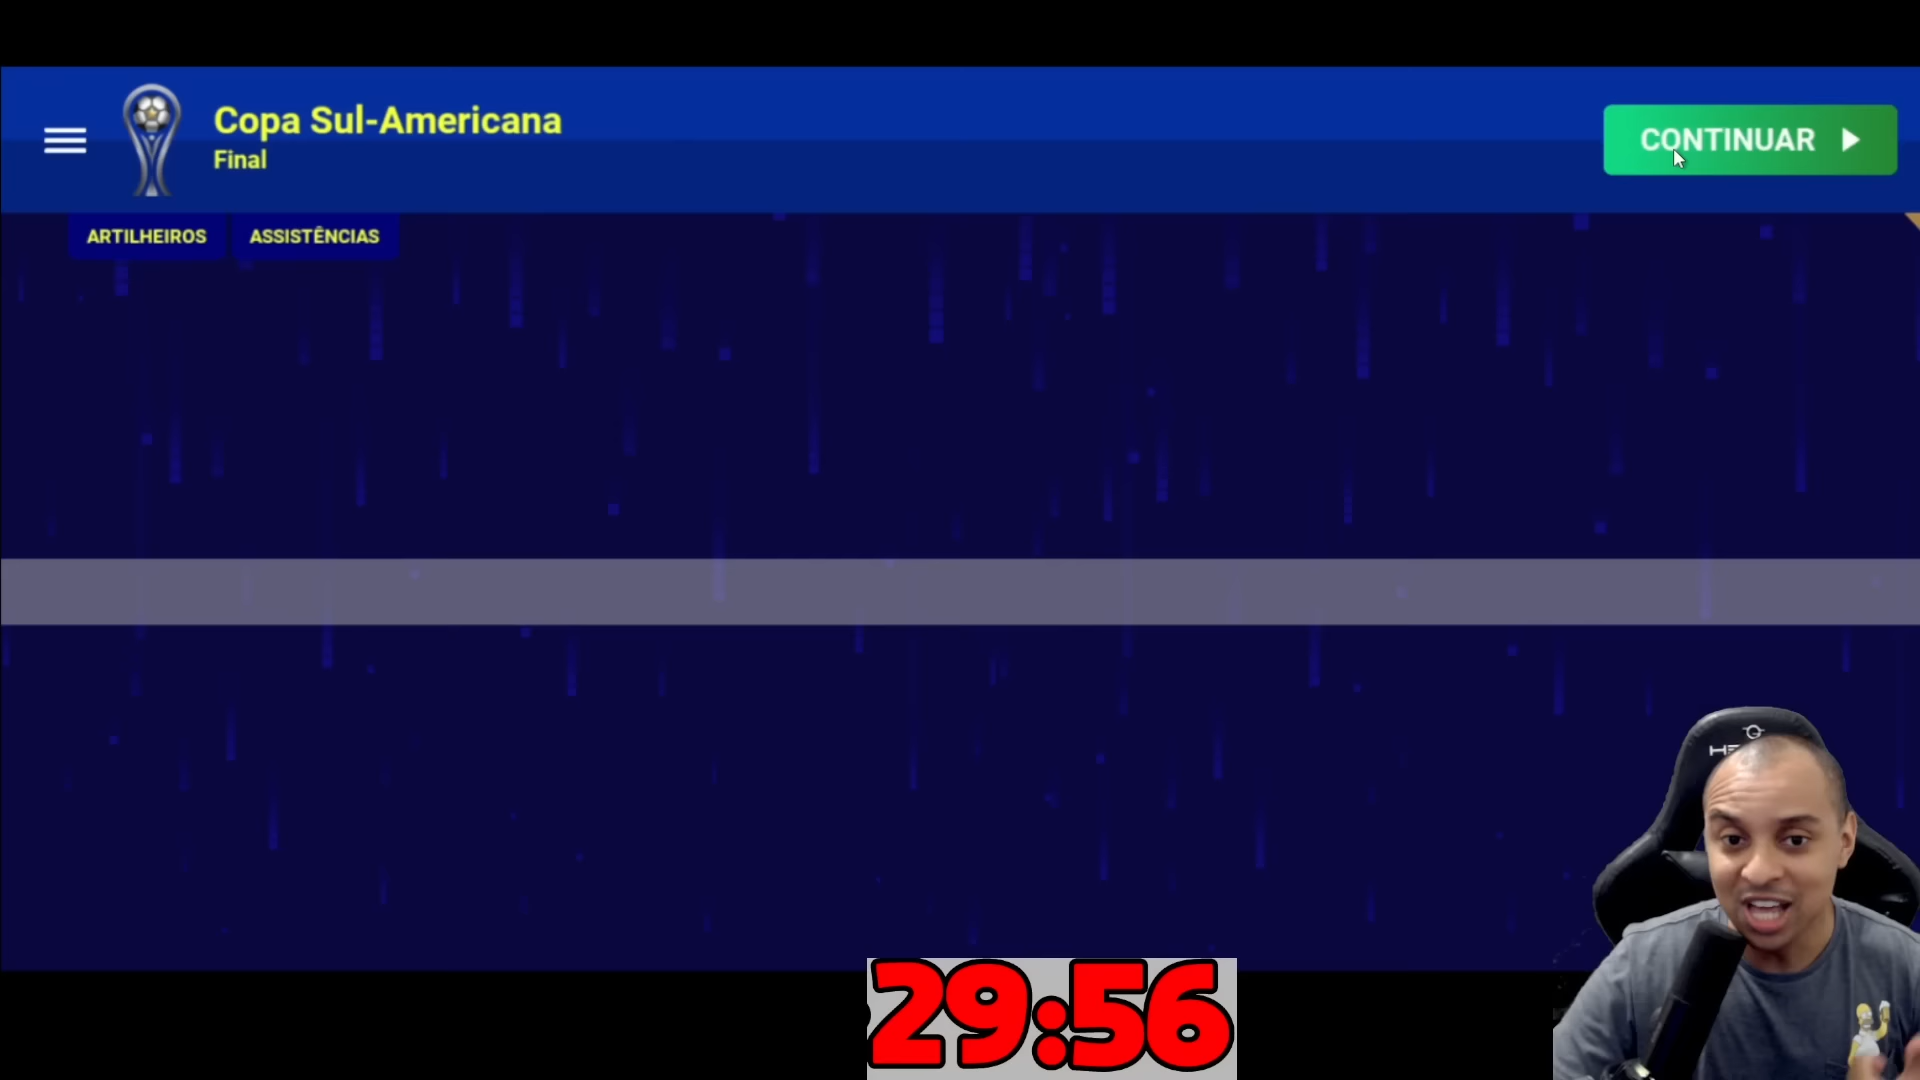 Copa Sul-Americana
Final
CONTINUAR
ARTILHEIROS
ASSISTÊNCIAS
29:56